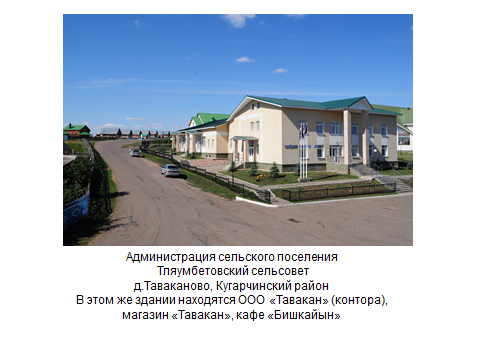 Администрация сельского поселения
Тляумбетовский сельсовет
д.Таваканово, Кугарчинский район
В этом же здании находятся ООО «Тавакан» (контора),
магазин «Тавакан», кафе «Бишкайын»